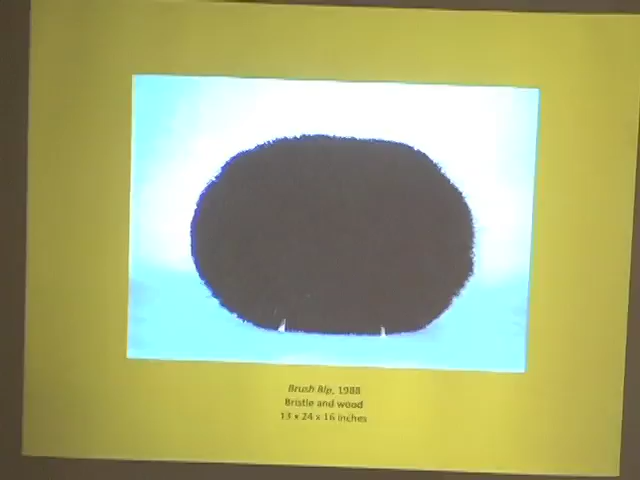 Brush Blp, 1988
Bristle and wood
13 x 24 x 16 inches